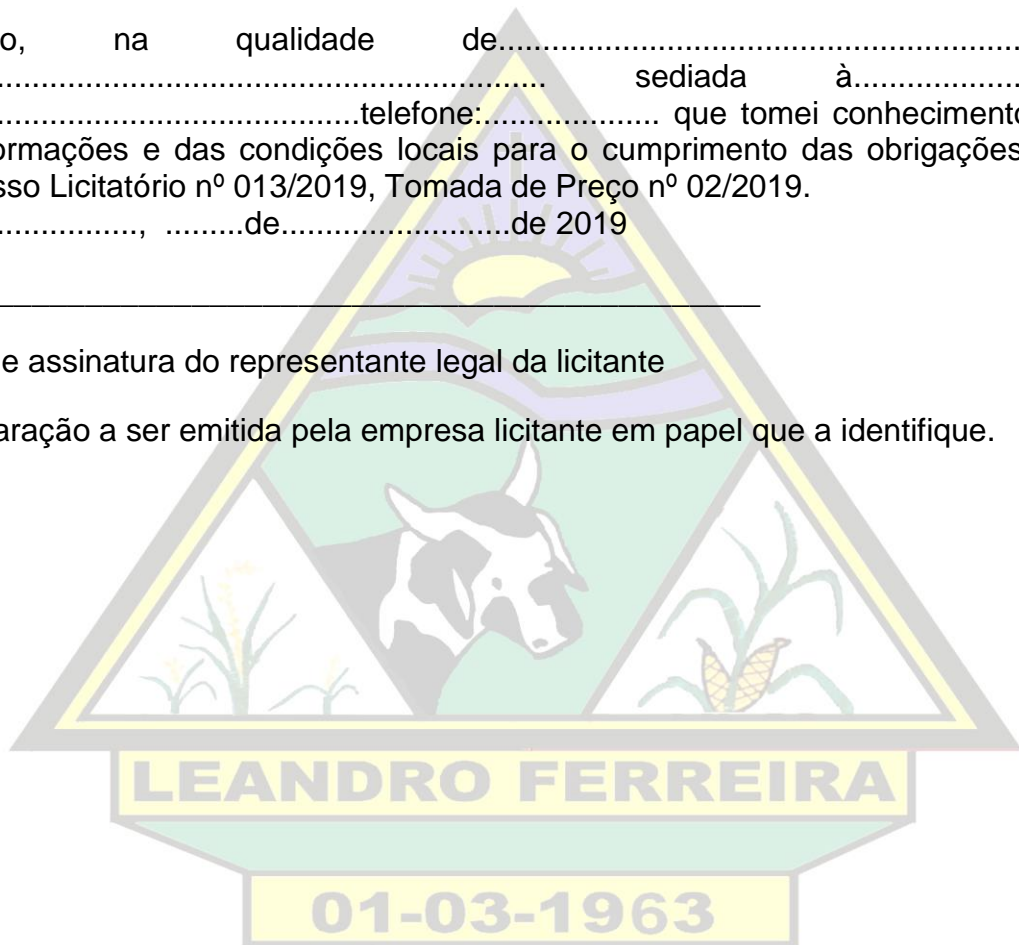 o, na qualidade de............................................................
.............................................................. sediada à...................
.........................................telefone:.................... que tomei conhecimento
ormações e das condições locais para o cumprimento das obrigações
sso Licitatório nº 013/2019, Tomada de Preço nº 02/2019.
................, .........de..........................de 2019
___________________________________________
e assinatura do representante legal da licitante
aração a ser emitida pela empresa licitante em papel que a identifique.
LEANDRO FERREIRA
01-03-1963